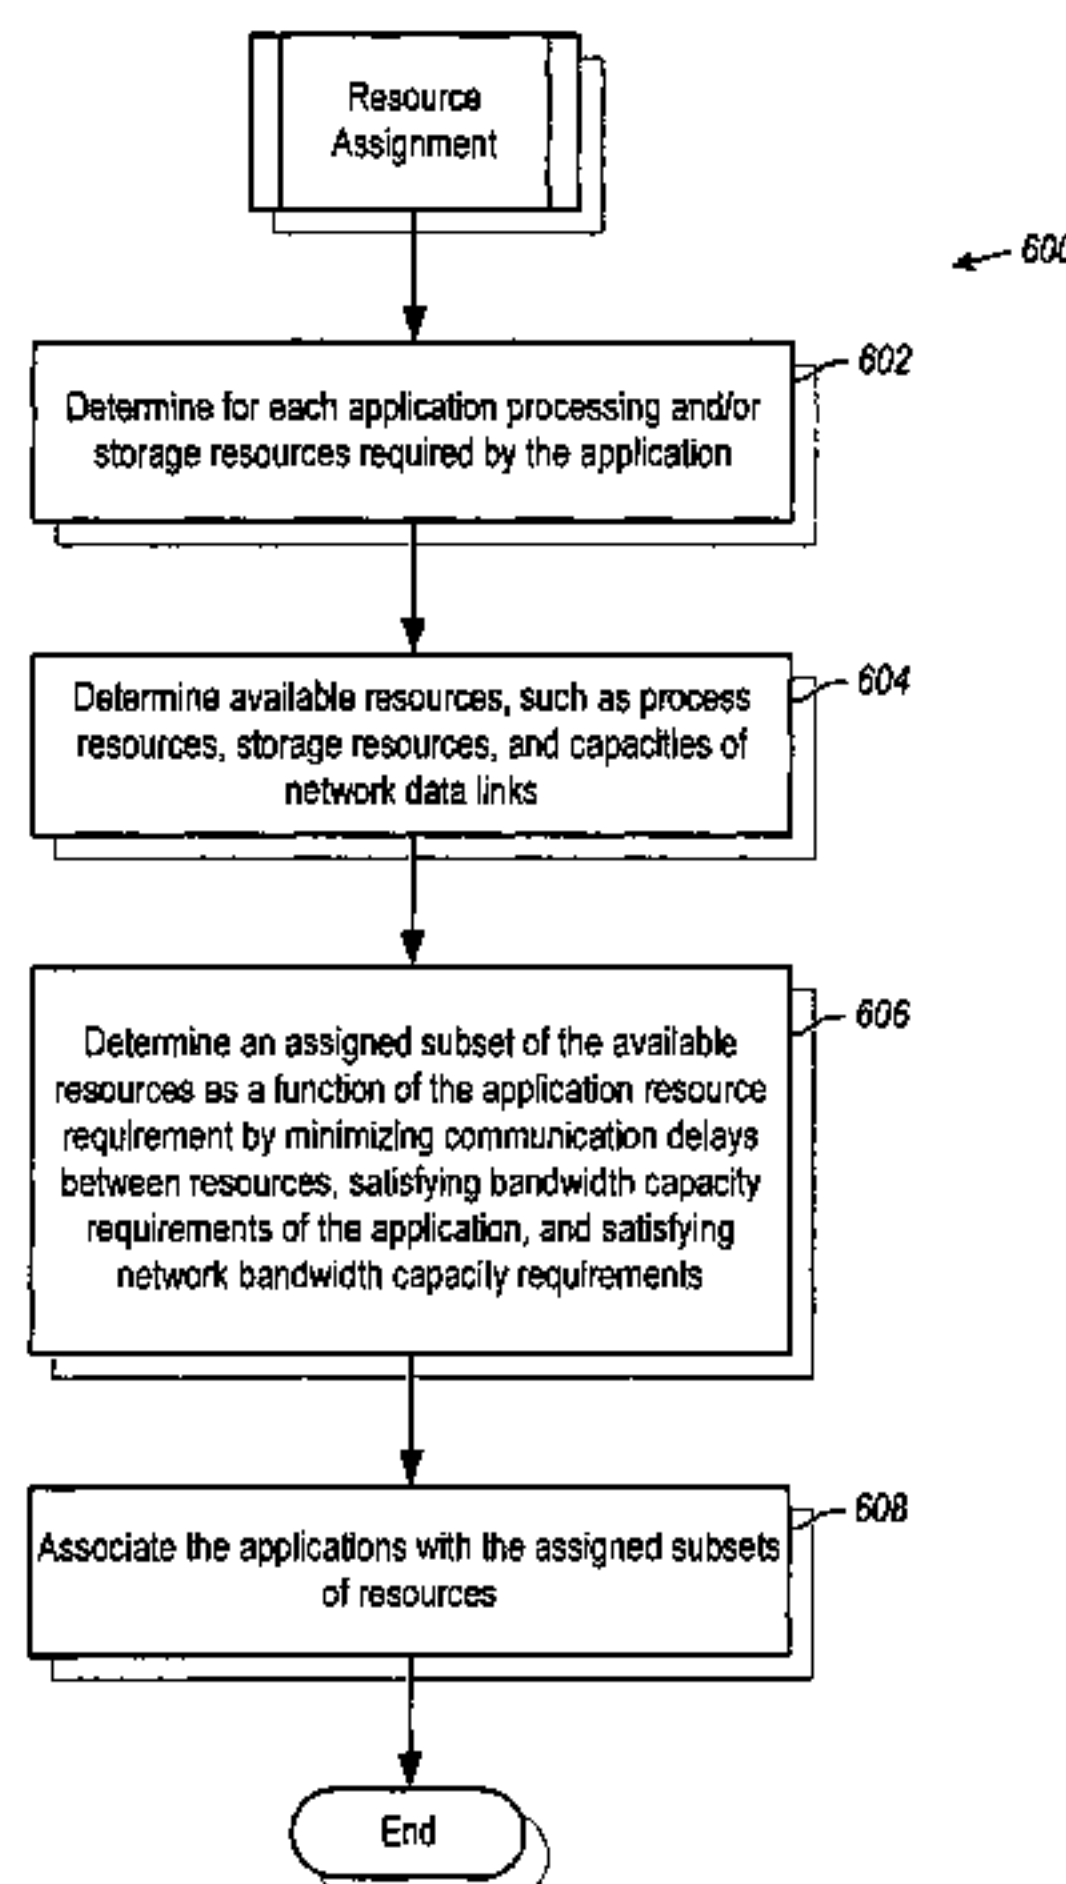 Resource
Assignment
600
Determine for each application processing and/or
storage resources required by the application
602
Determine available resources, such as process
resources, storage resources, and capacities of
network data links
604
Determine an assigned subset of the available
resources as a function of the application resource
requirement by minimizing communication delays
between resources, satisfying bandwidth capacity
requirements of the application, and satisfying
network bandwidth capacity requirements
606
Associate the applications with the assigned subsets
of resources
608
End